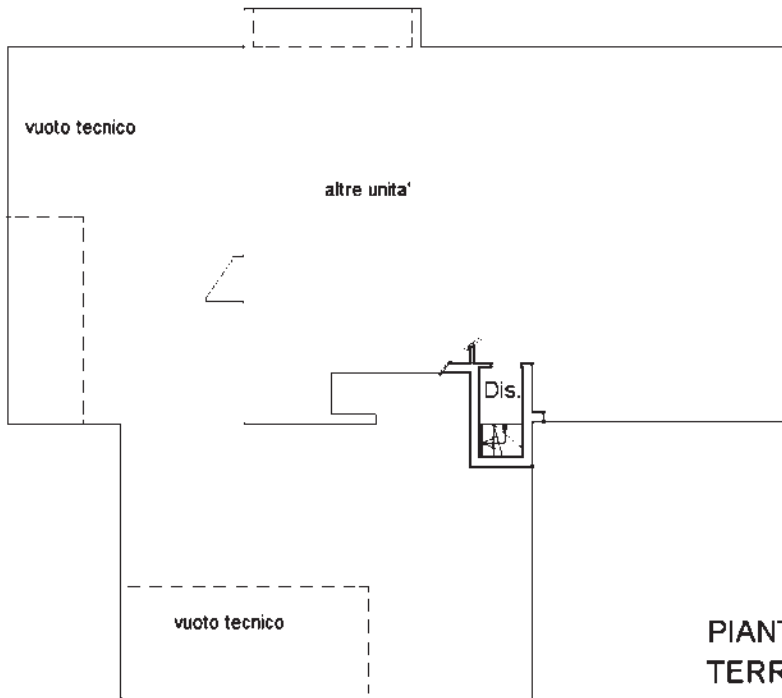 vuoto tecnico
altre unita'
Dis.
vuoto tecnico
PIANT
TERR